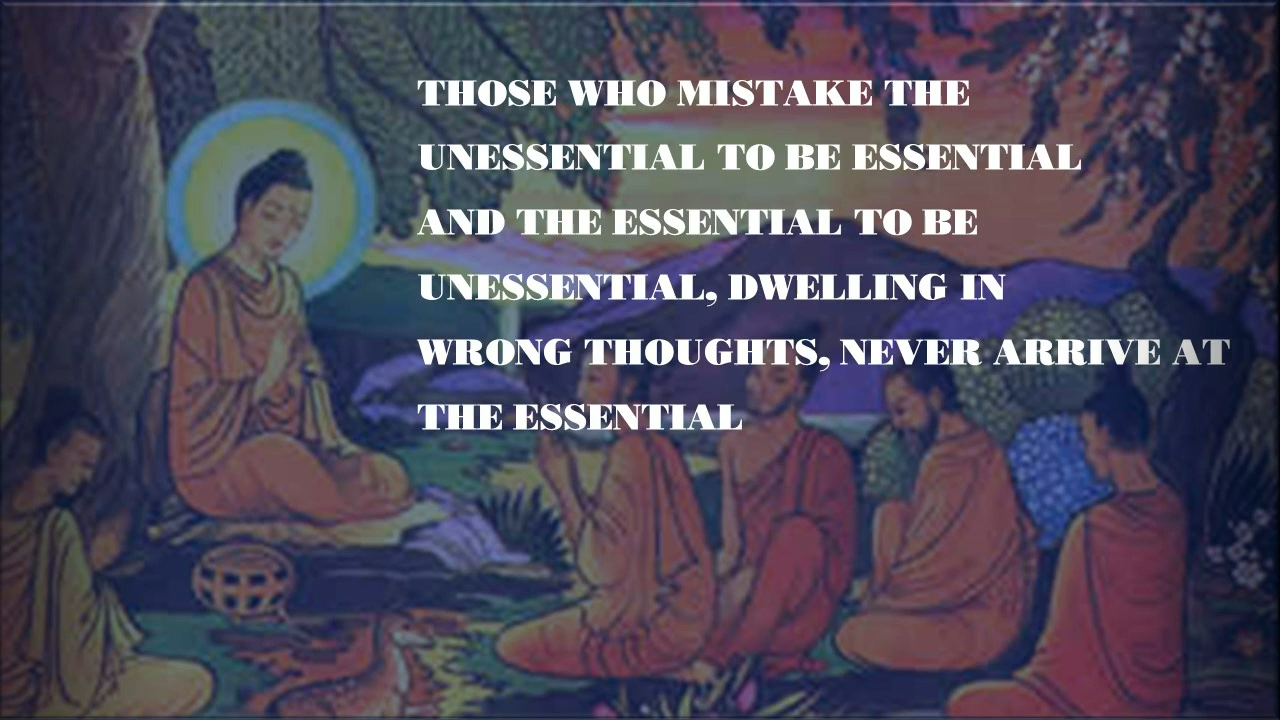 THOSE WHO MISTAKE THE
UNESSENTIAL TO BE ESSENTIAL
AND THE ESSENTIAL TO BE
UNESSENTIAL, DWELLING IN
WRONG THOUGHTS, NEVER ARRIVE AT
THE ESSENTIAL